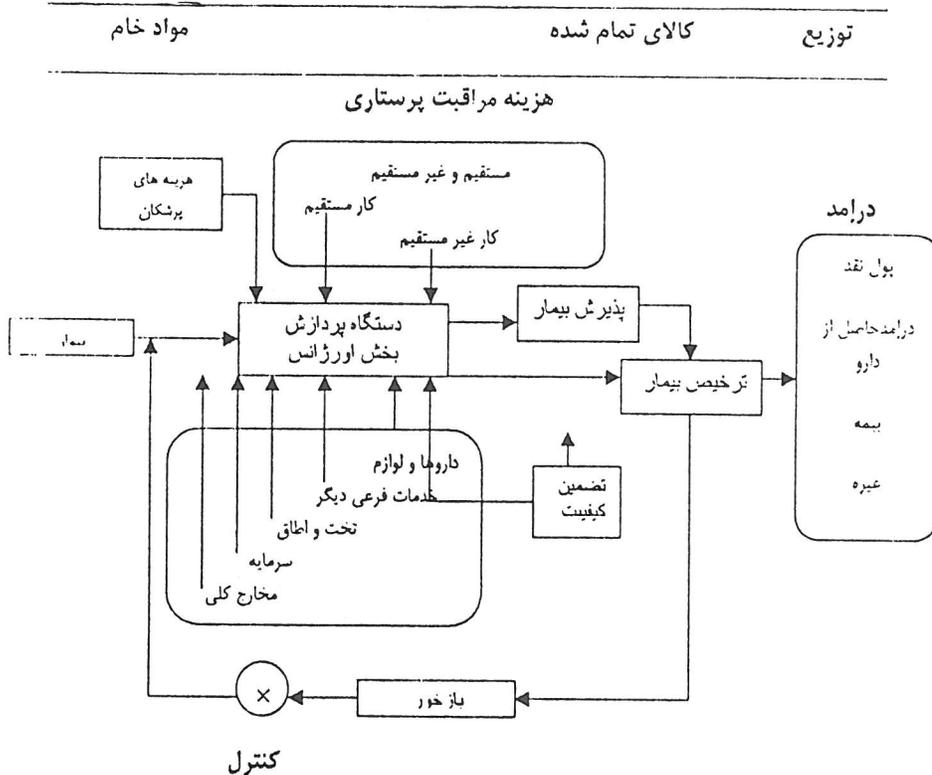 مواد خام
کالای تمام شده
توزیع
هزینه مراقبت پرستاری
هزینه های
پزشکان
مستقیم و غیر مستقیم
کار مستقیم
کار غیر مستقیم
درامد
پول نقد
درامدحاصل از
دارو
بیمه
غیره
بیمار
دستگاه پردازش
بخش اورژانس
پذیرش بیمار
ترخیص بیمار
داروها و لوازم
خدمات فرعی دیگر
تخت و اطاق
سرمایه
مخارج کلی
تضمین
کیفیت
باز خور
×
کنترل